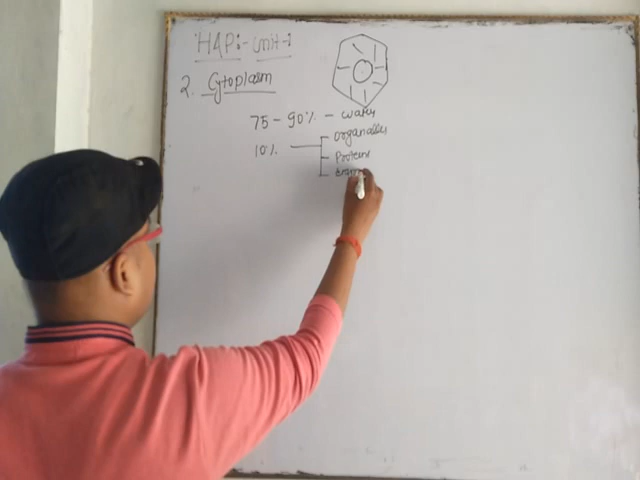 HAP:- Unit-1
2. Cytoplasm
75-90% - water
10%
organelles
Proteins